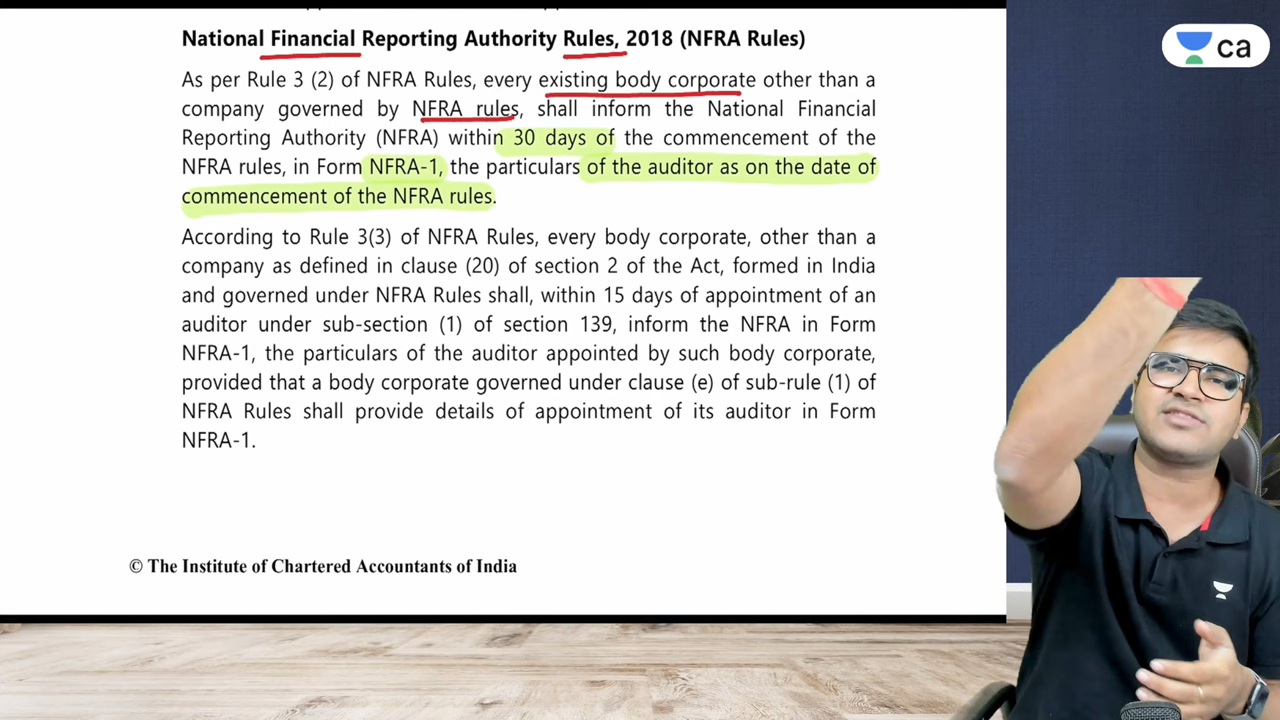 National Financial Reporting Authority Rules, 2018 (NFRA Rules)
ca
As per Rule 3 (2) of NFRA Rules, every existing body corporate other than a
company governed by NFRA rules, shall inform the National Financial
Reporting Authority (NFRA) within 30 days of the commencement of the
NFRA rules, in Form NFRA-1, the particulars of the auditor as on the date of
commencement of the NFRA rules.
According to Rule 3(3) of NFRA Rules, every body corporate, other than a
company as defined in clause (20) of section 2 of the Act, formed in India
and governed under NFRA Rules shall, within 15 days of appointment of an
auditor under sub-section (1) of section 139, inform the NFRA in Form
NFRA-1, the particulars of the auditor appointed by such body corporate,
provided that a body corporate governed under clause (e) of sub-rule (1) of
NFRA Rules shall provide details of appointment of its auditor in Form
NFRA-1.
© The Institute of Chartered Accountants of India